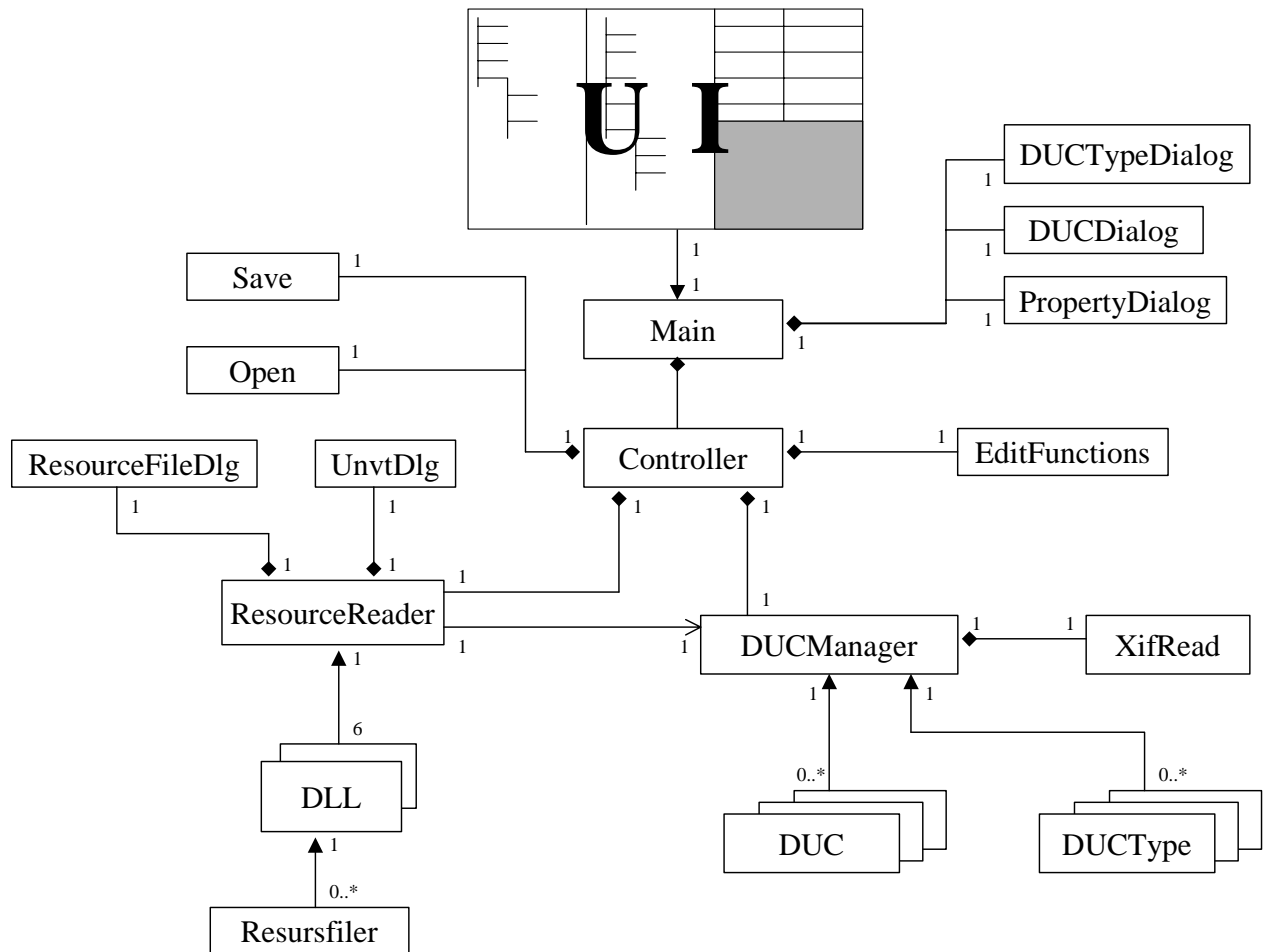 U I
DUCTypeDialog
1
DUCDialog
1
1
Save
1
1
PropertyDialog
1
Main
1
1
Open
ResourceFileDlg
UnvtDlg
1
Controller
1
1
EditFunctions
1
1
1
1
1
1
1
ResourceReader
1
1
DUCManager
1
1
XifRead
1
1
1
1
6
DLL
0..*
0..*
1
DUC
DUCType
0..*
Resursfiler